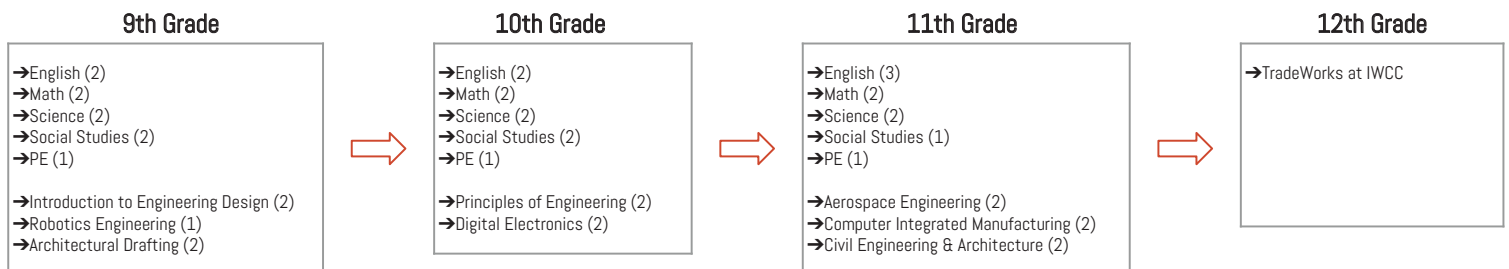 9th Grade
➔English (2)
➔Math (2)
➔Science (2)
➔Social Studies (2)
➔PE (1)
➔Introduction to Engineering Design (2)
➔Robotics Engineering (1)
➔Architectural Drafting (2)
10th Grade
➔English (2)
➔Math (2)
➔Science (2)
➔Social Studies (2)
➔PE (1)
➔Principles of Engineering (2)
➔Digital Electronics (2)
11th Grade
➔English (3)
➔Math (2)
➔Science (2)
➔Social Studies (1)
➔PE (1)
➔Aerospace Engineering (2)
➔Computer Integrated Manufacturing (2)
➔Civil Engineering & Architecture (2)
12th Grade
➔TradeWorks at IWCC